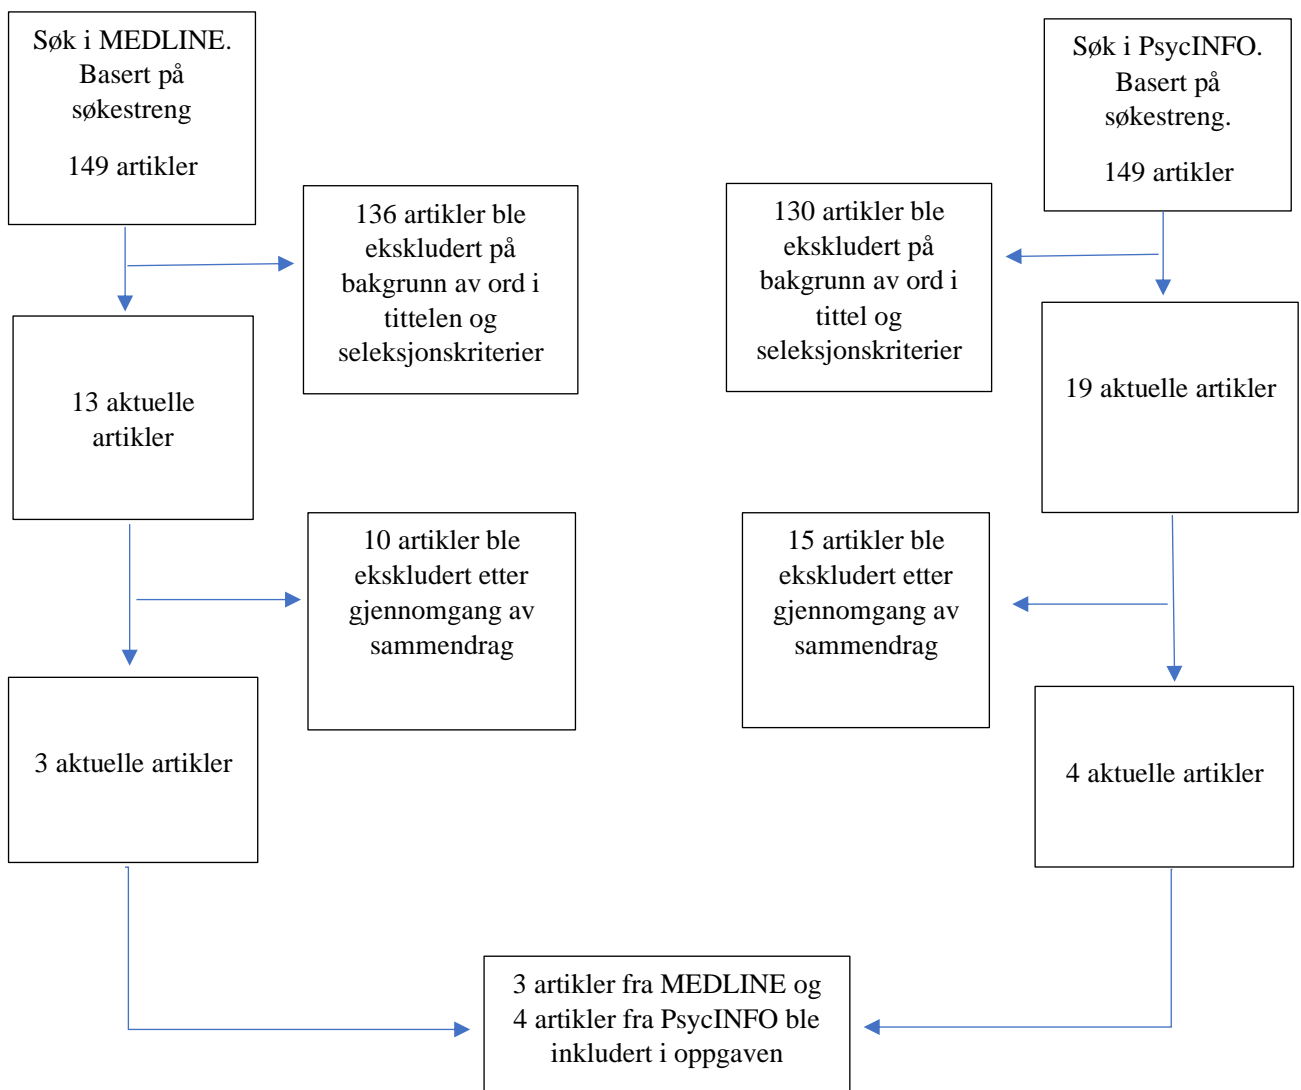 Søk i MEDLINE.
Basert på
søkestreng
149 artikler
136 artikler ble
ekskludert på
bakgrunn av ord i
tittelen og
seleksjonskriterier
13 aktuelle
artikler
10 artikler ble
ekskludert etter
gjennomgang av
sammendrag
3 aktuelle artikler
Søk i PsycINFO.
Basert på
søkestreng.
149 artikler
130 artikler ble
ekskludert på
bakgrunn av ord i
tittel og
seleksjonskriterier
19 aktuelle artikler
15 artikler ble
ekskludert etter
gjennomgang av
sammendrag
4 aktuelle artikler
3 artikler fra MEDLINE og
4 artikler fra PsycINFO ble
inkludert i oppgaven